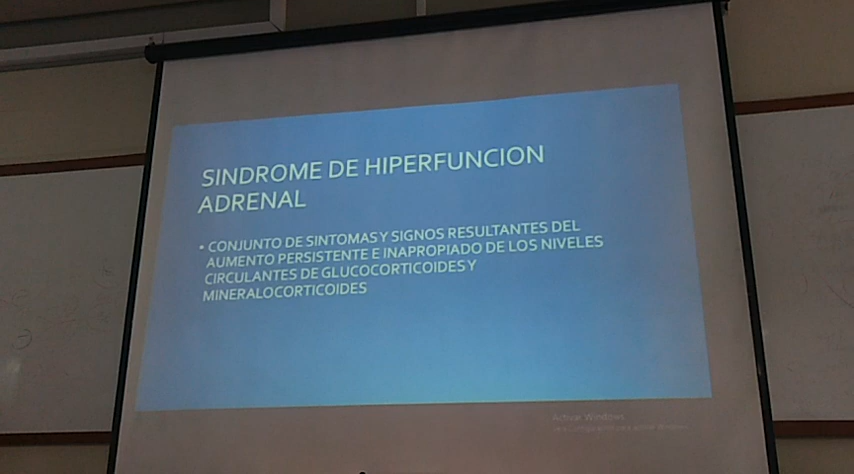 SINDROME DE HIPERFUNCION
ADRENAL
• CONJUNTO DE SINTOMAS Y SIGNOS RESULTANTES DEL
AUMENTO PERSISTENTE E INAPROPIADO DE LOS NIVELES
CIRCULANTES DE GLUCOCORTICOIDES Y
MINERALOCORTICOIDES
Activar Windows